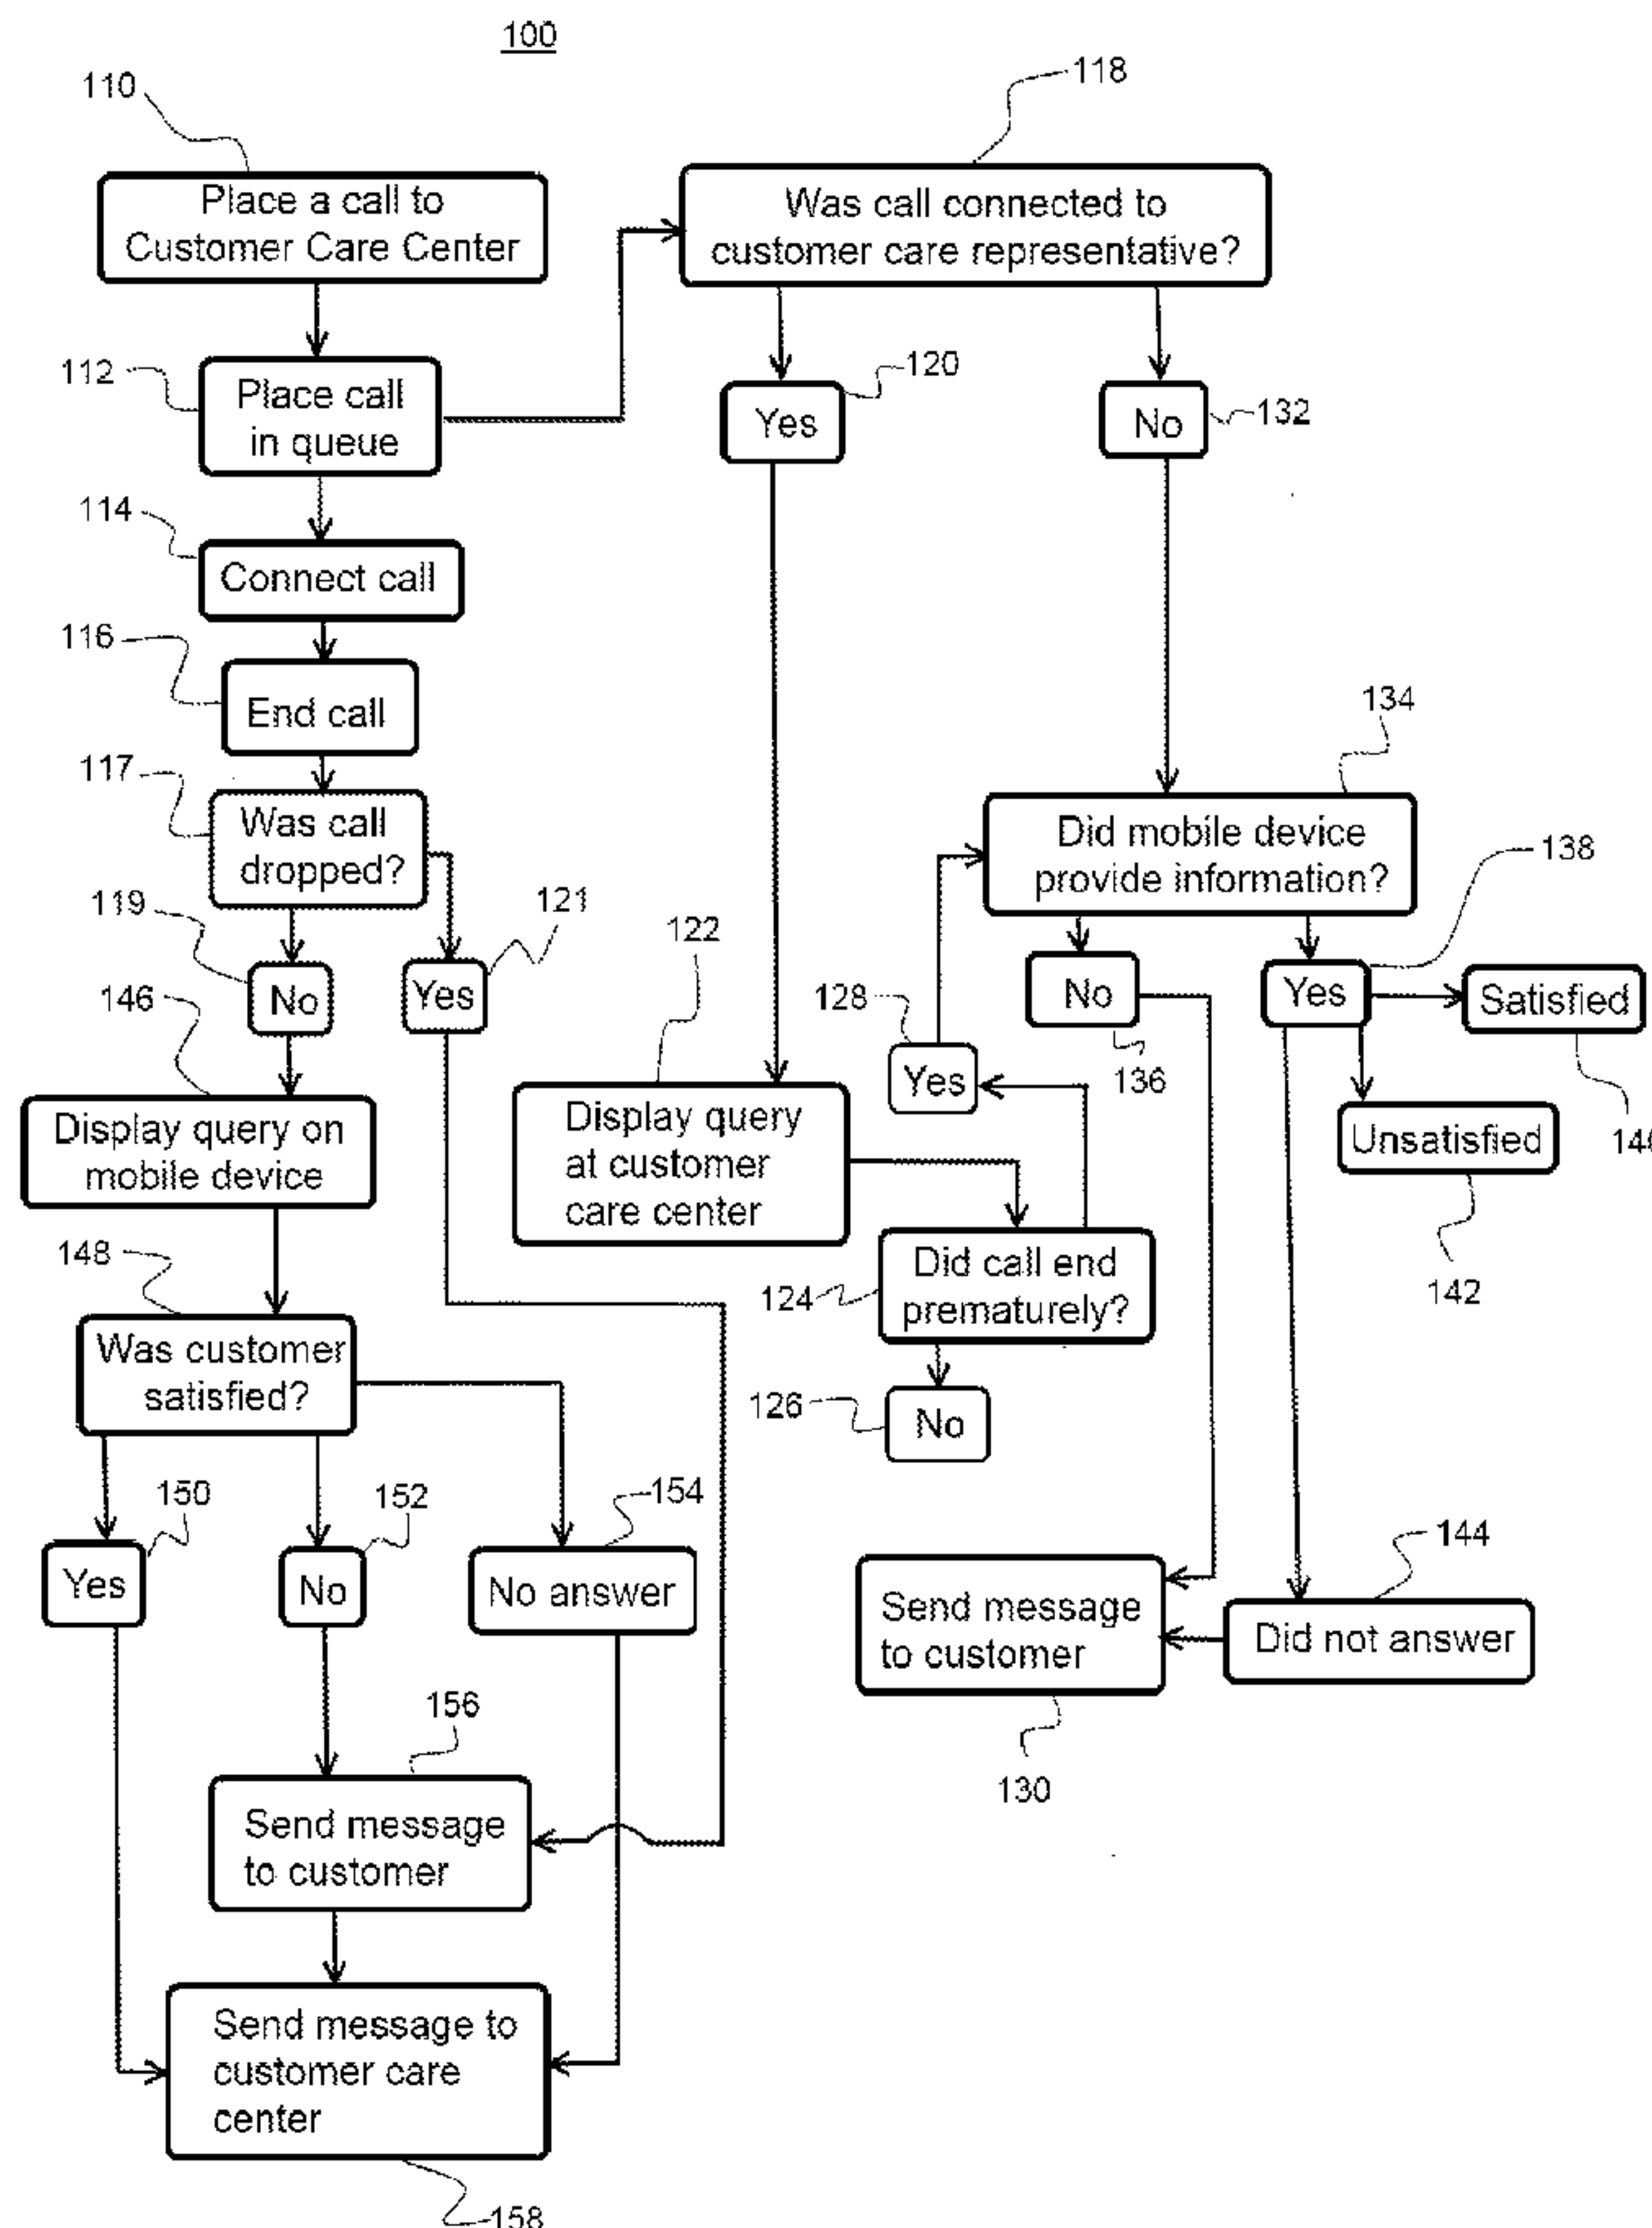 100
110
118
Place a call to
Customer Care Center
Was call connected to
customer care representative?
112
Place call
in queue
120
Yes
132
No
114
Connect call
116
End call
134
117
Was call
dropped?
Did mobile device
provide information?
138
119
No
121
Yes
122
128
Yes
No
136
Yes
Satisfied
146
Display query on
mobile device
Display query
at customer
care center
Unsatisfied
142
148
Was customer
satisfied?
124
Did call end
prematurely?
126
No
150
Yes
152
No
154
No answer
144
Did not answer
Send message
to customer
130
156
Send message
to customer
Send message to
customer care
center
158